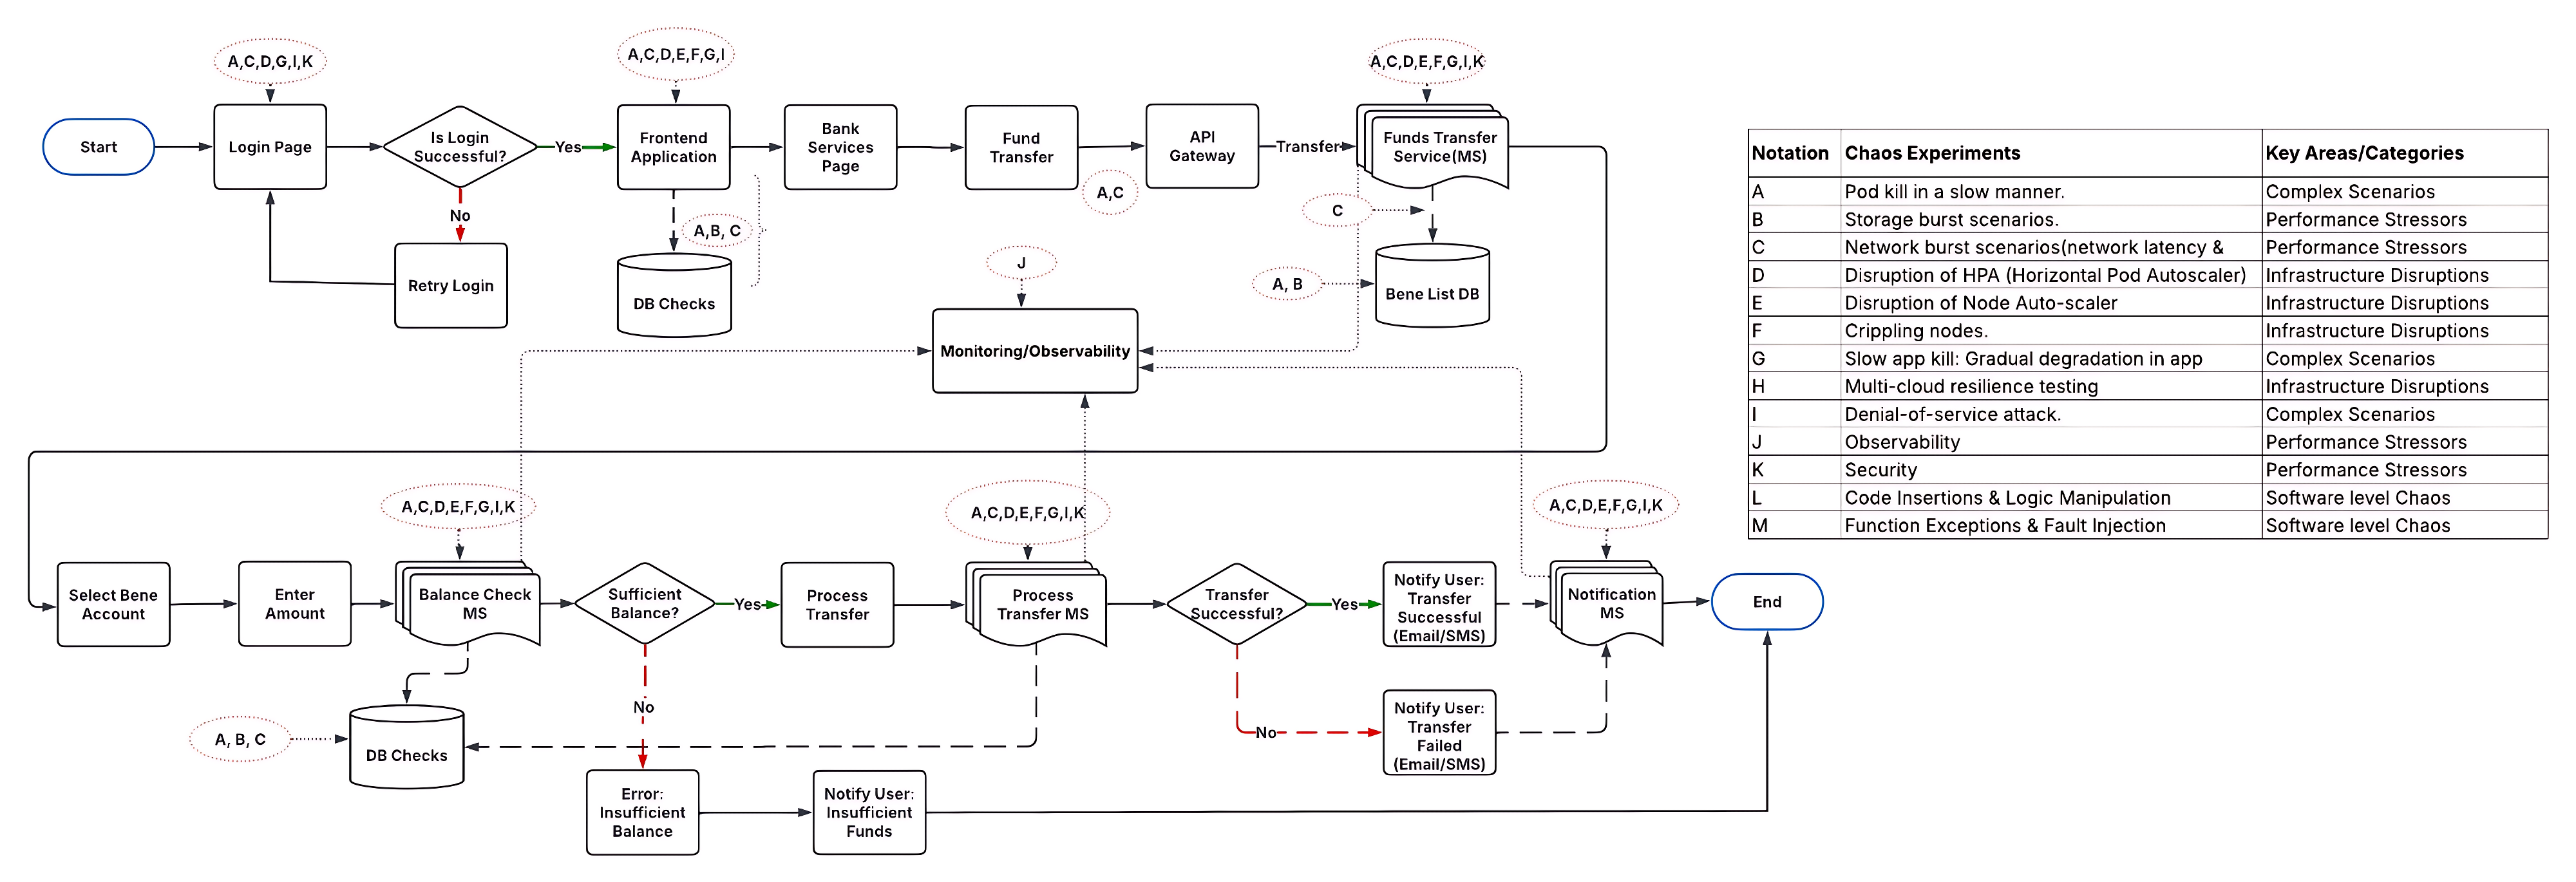 A,C,D,G,I,K
A,C,D,E,F,G,I
A,C,D,E,F,G,I,K
Start
Login Page
Is Login
Successful?
Yes
Frontend
Application
Bank
Services
Page
Fund
Transfer
API
Gateway
Transfer
Funds Transfer
Service(MS)
A,C
No
A,B, C
C
Retry Login
DB Checks
J
A, B
Bene List DB
Monitoring/Observability
Notation Chaos Experiments Key Areas/Categories
A Pod kill in a slow manner. Complex Scenarios
B Storage burst scenarios. Performance Stressors
C Network burst scenarios(network latency & Performance Stressors
D Disruption of HPA (Horizontal Pod Autoscaler) Infrastructure Disruptions
E Disruption of Node Auto-scaler Infrastructure Disruptions
F Crippling nodes. Infrastructure Disruptions
G Slow app kill: Gradual degradation in app Complex Scenarios
H Multi-cloud resilience testing Infrastructure Disruptions
I Denial-of-service attack. Complex Scenarios
J Observability Performance Stressors
K Security Performance Stressors
L Code Insertions & Logic Manipulation Software level Chaos
M Function Exceptions & Fault Injection Software level Chaos
A,C,D,E,F,G,I,K
A,C,D,E,F,G,I,K
A,C,D,E,F,G,I,K
Select Bene
Account
Enter
Amount
Balance Check
MS
Sufficient
Balance?
Yes
Process
Transfer
Process
Transfer MS
Transfer
Successful?
Yes
Notify User:
Transfer
Successful
(Email/SMS)
Notification
MS
End
No
No
A, B, C
DB Checks
Notify User:
Transfer
Failed
(Email/SMS)
Error:
Insufficient
Balance
Notify User:
Insufficient
Funds